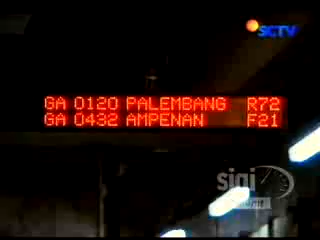 SCTV
GA 0120 PALEMBANG R72
GA 0432 AMPENAN F21
sigi